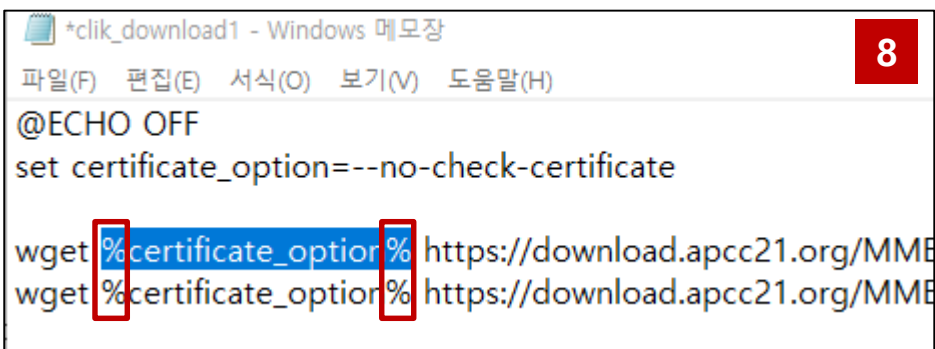 *clik_download1 - Windows 메모장
8
파일(F) 편집(E) 서식(O) 보기(V) 도움말(H)
@ECHO OFF
set certificate_option=--no-check-certificate
wget %certificate_option% https://download.apcc21.org/MME
wget %certificate_option% https://download.apcc21.org/MME